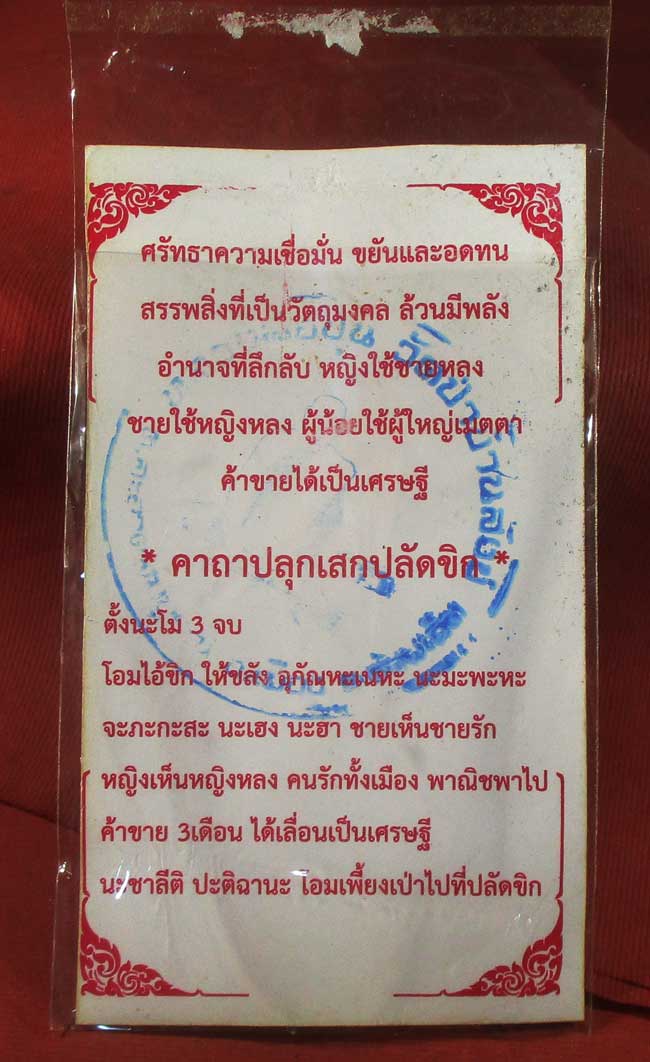 ศรัทธาความเชื่อมั่น ขยันและอดทน
สรรพสิ่งที่เป็นวัตถุมงคล ล้วนมีพลัง
อำนาจที่ลึกลับ หญิงใช้ชายหลง
ชายใช้หญิงหลง ผู้น้อยใช้ผู้ใหญ่เมตตา
ค้าขายได้เป็นเศรษฐี
* คาถาปลุกเสกปลัดขิก *
ตั้งนะโม 3 จบ
โอมไอ้ขิก ให้ขลัง อุกัณหะเนหะ นะมะพะหะ
จะภะกะสะ นะเฮง นะฮา ชายเห็นชายรัก
หญิงเห็นหญิงหลง คนรักทั้งเมือง พาณิชพาไป
ค้าขาย 3เดือน ได้เลื่อนเป็นเศรษฐี
นะชาลีติ ปะติฉานะ โอมเพี้ยงเป่าไปที่ปลัดขิก
วัดป่าบ้าน